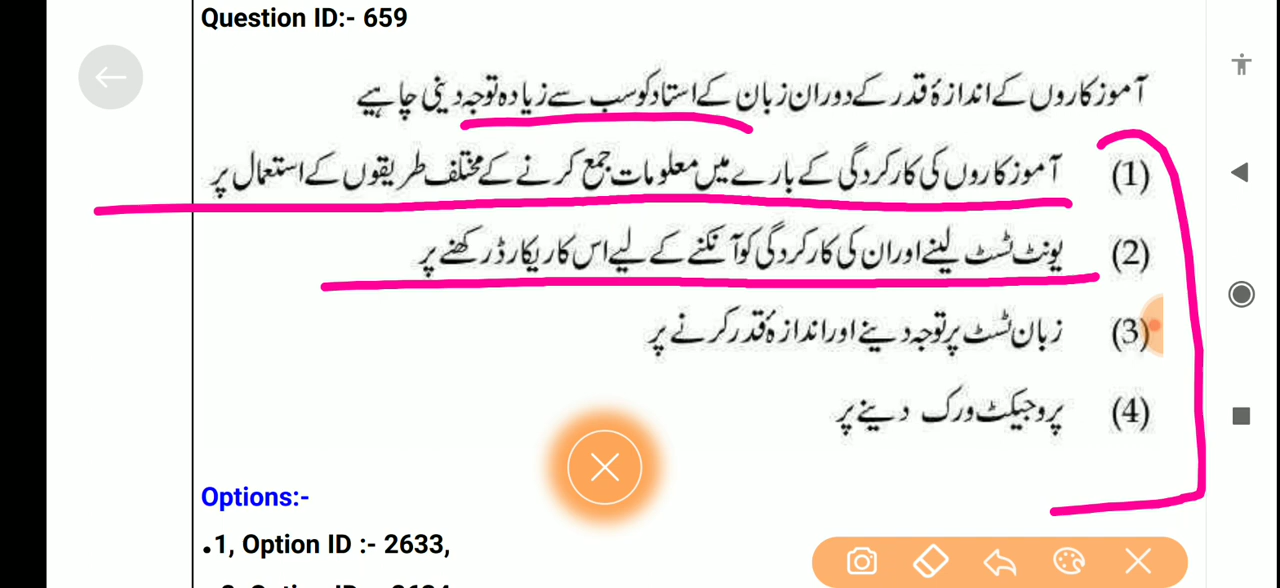 Question ID:- 659
آموزکاروں کے اندازۂ قدر کے دوران زبان کے استاد کو سب سے زیادہ توجہ دینی چاہیے
(1) آموزکاروں کی کارکردگی کے بارے میں معلومات جمع کرنے کے مختلف طریقوں کے استعمال پر
(2) یونٹ ٹسٹ لینے اور ان کی کارکردگی کو آنکنے کے لیے اس کا ریکارڈ رکھنے پر
(3) زبان ٹسٹ پر توجہ دینے اور اندازۂ قدر کرنے پر
(4) پروجیکٹ ورک دینے پر
Options:-
.1, Option ID :- 2633,